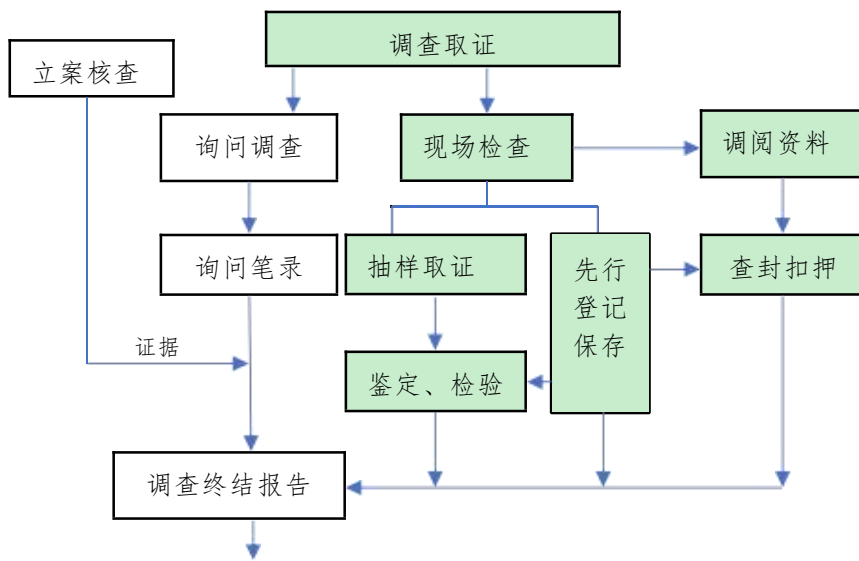 调查取证
立案核查
询问调查
现场检查
调阅资料
询问笔录
抽样取证
先行
登记
保存
查封扣押
证据
鉴定、检验
调查终结报告